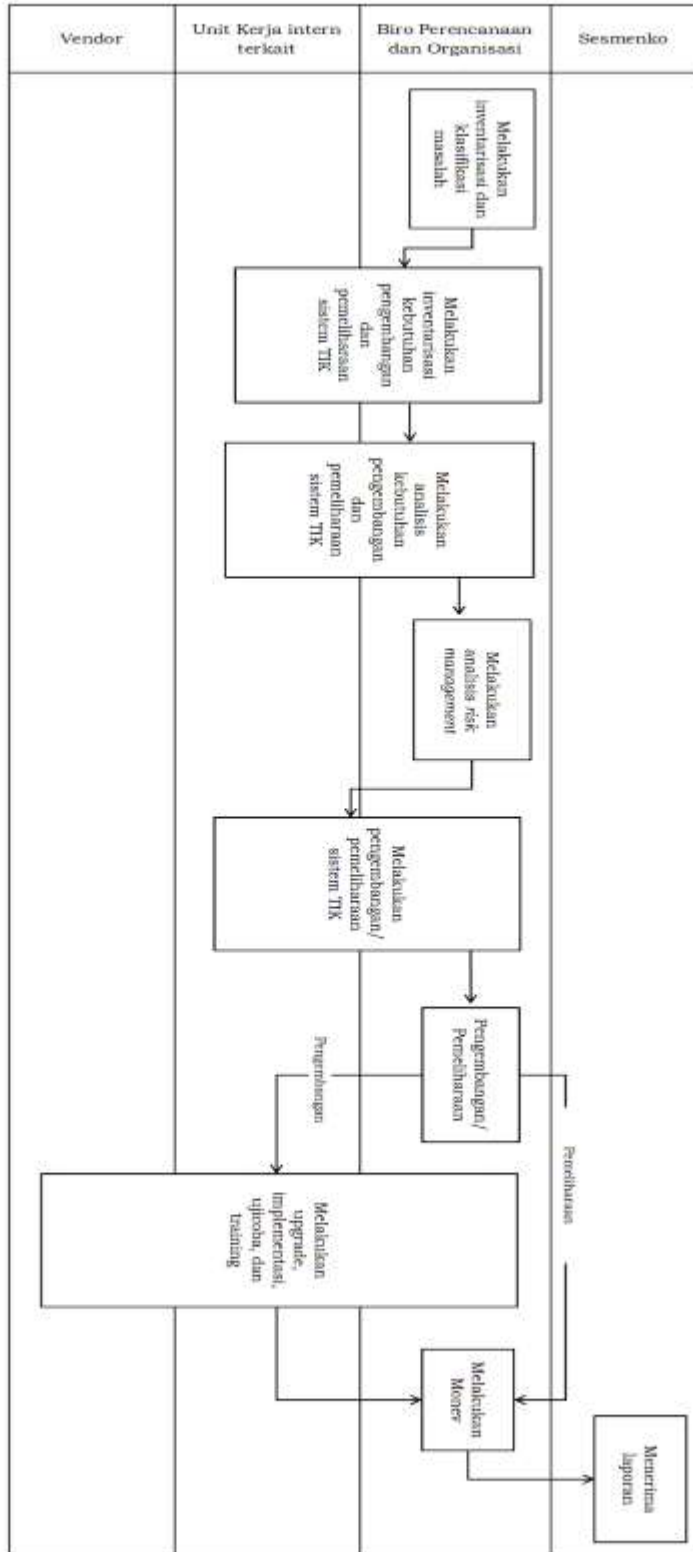 Vendor
Unit Kerja intern
terkait
Biro Perencanaan
dan Organisasi
Sesmenko
Melakukan
inventarisasi dan
klasifikasi
masalah
Melakukan
inventarisasi
kebutuhan
pengembangan
dan
pemeliharaan
sistem TIK
Melakukan
analisis
kebutuhan
pengembangan
dan
pemeliharaan
sistem TIK
Melakukan
analisis risk
management
Melakukan
pengembangan/
pemeliharaan
sistem TIK
Pengembangan/
Pemeliharaan
Pengembangan
Pemeliharaan
Melakukan
upgrade,
implementasi,
ujicoba, dan
training
Melakukan
Monev
Menerima
laporan